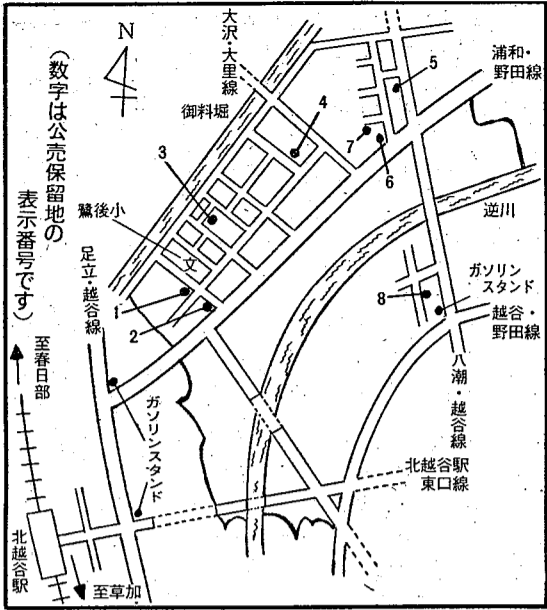 (数字は公売保留地の
表示番号です)
N
大沢・大里線
御料堀
浦和・
野田線
5
4
7
6
3
鷺後小
文
逆川
足立・越谷線
1
2
8
ガソリン
スタンド
越谷・
野田線
至春日部
八潮・越谷線
ガソリンスタンド
北越谷駅
東口線
北越谷駅
至草加